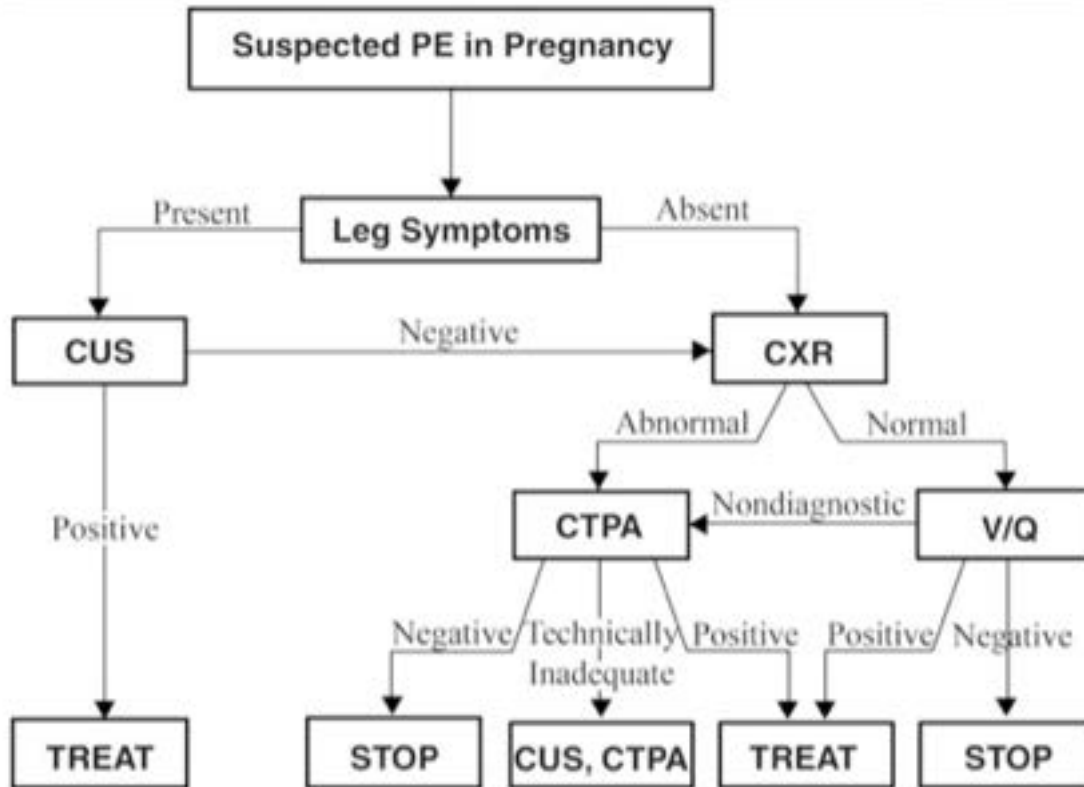 Suspected PE in Pregnancy
Present
Absent
Leg Symptoms
CUS
Negative
CXR
Abnormal
Normal
CTPA
Nondiagnostic
V/Q
Positive
Negative
Technically
Inadequate
Positive
Positive
Negative
TREAT
STOP
CUS, CTPA
TREAT
STOP